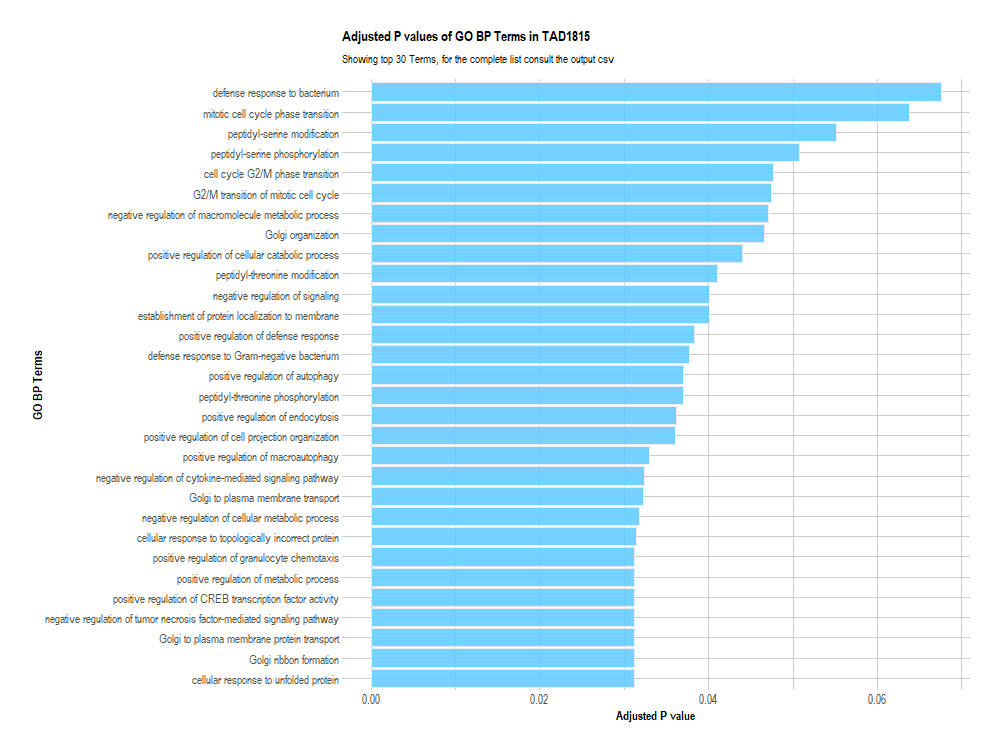 Adjusted P values of GO BP Terms in TAD1815
Showing top 30 Terms, for the complete list consult the output csv
GO BP Terms
defense response to bacterium
mitotic cell cycle phase transition
peptidyl-serine modification
peptidyl-serine phosphorylation
cell cycle G2/M phase transition
G2/M transition of mitotic cell cycle
negative regulation of macromolecule metabolic process
Golgi organization
positive regulation of cellular catabolic process
peptidyl-threonine modification
negative regulation of signaling
establishment of protein localization to membrane
positive regulation of defense response
defense response to Gram-negative bacterium
positive regulation of autophagy
peptidyl-threonine phosphorylation
positive regulation of endocytosis
positive regulation of cell projection organization
positive regulation of macroautophagy
negative regulation of cytokine-mediated signaling pathway
Golgi to plasma membrane transport
negative regulation of cellular metabolic process
cellular response to topologically incorrect protein
positive regulation of granulocyte chemotaxis
positive regulation of metabolic process
positive regulation of CREB transcription factor activity
negative regulation of tumor necrosis factor-mediated signaling pathway
Golgi to plasma membrane protein transport
Golgi ribbon formation
cellular response to unfolded protein
0.00 0.02 0.04 0.06
Adjusted P value